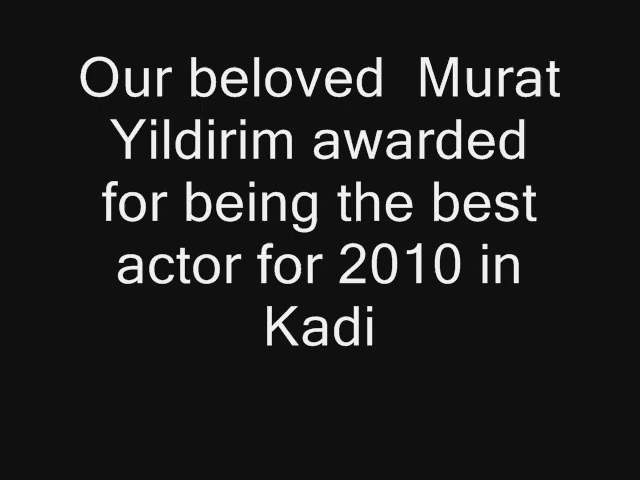 Our beloved  Murat
Yildirim awarded
for being the best
actor for 2010 in
Kadi